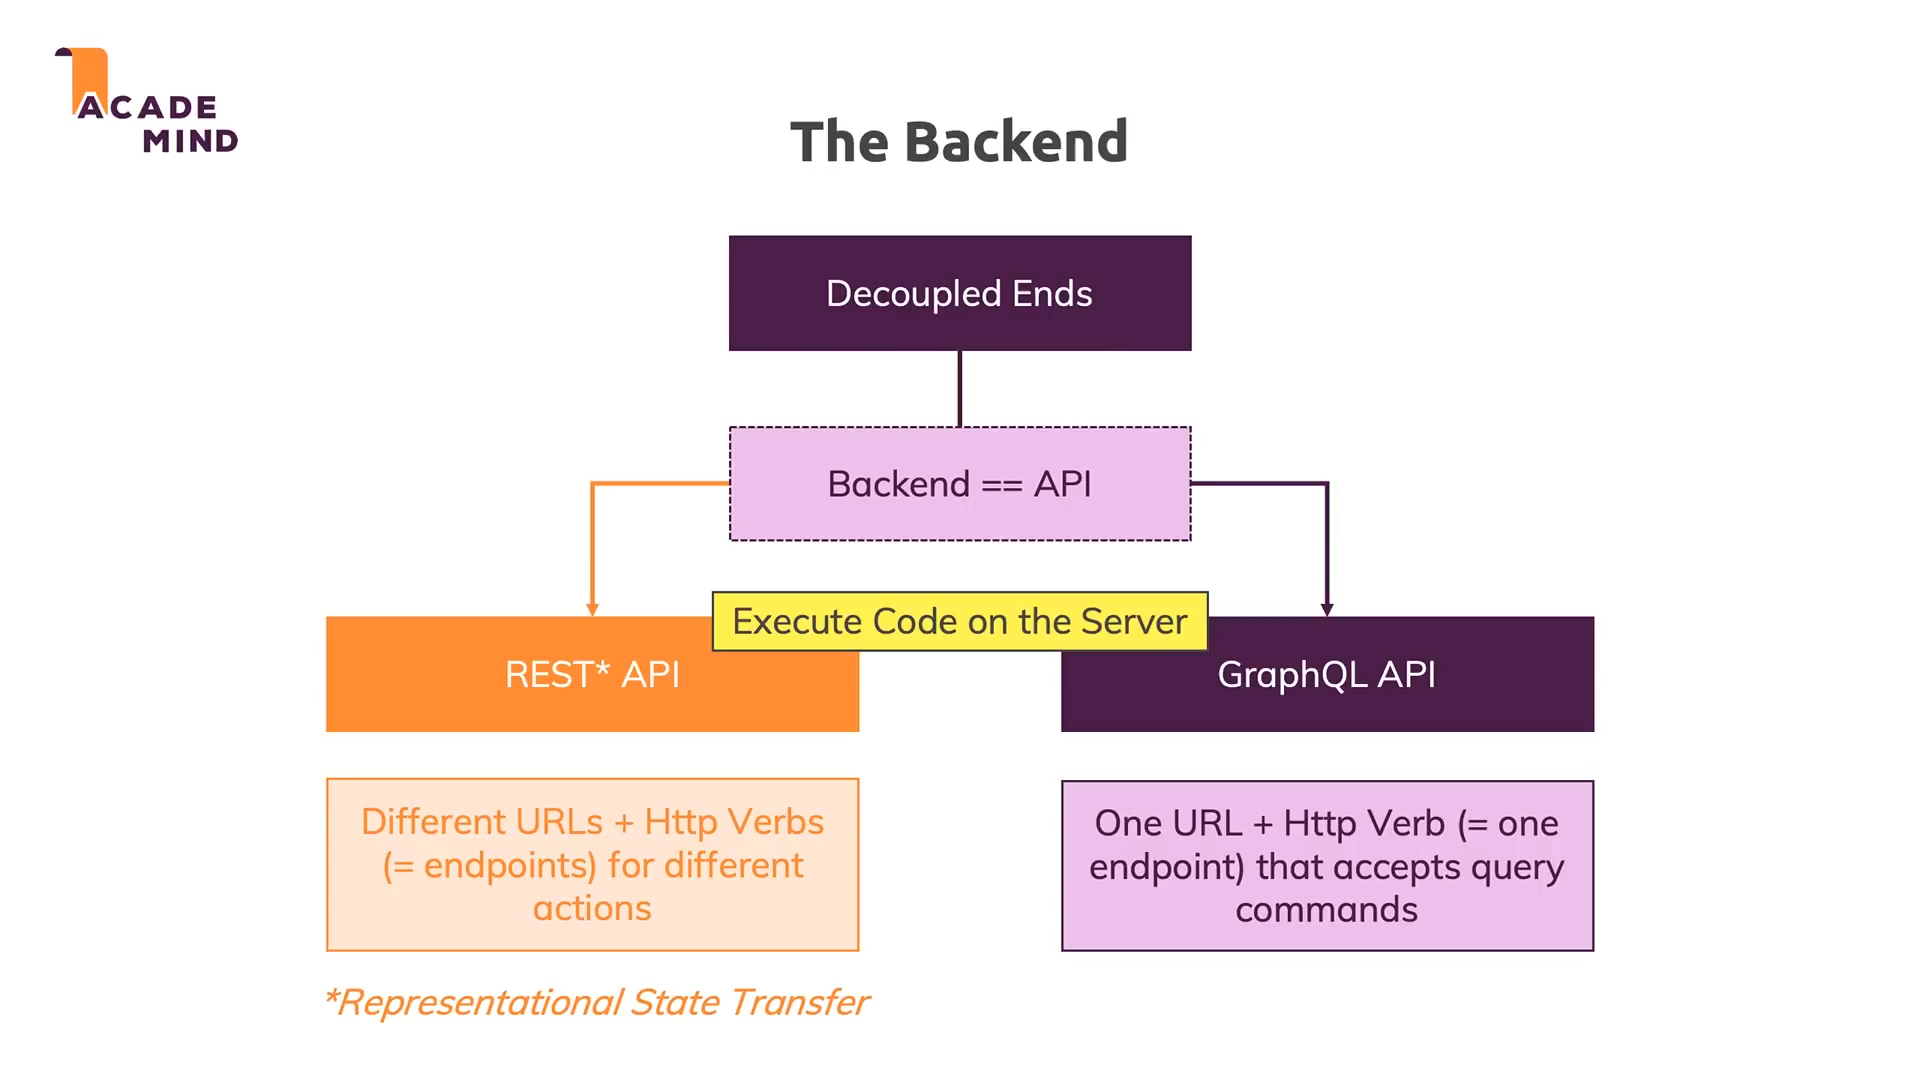 ACADE
MIND
The Backend
Decoupled Ends
Backend == API
Execute Code on the Server
REST* API
GraphQL API
Different URLs + Http Verbs
(= endpoints) for different
actions
One URL + Http Verb (= one
endpoint) that accepts query
commands
*Representational State Transfer